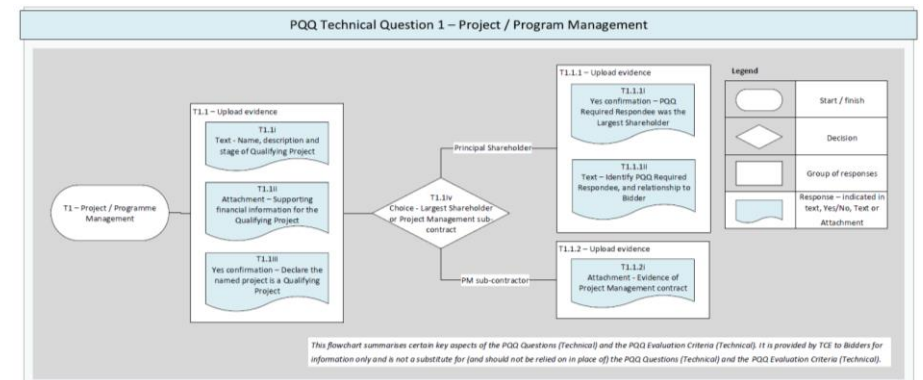 PQQ Technical Question 1 – Project / Program Management
T1 – Project / Programme
Management
T1.1 – Upload evidence
T1.1i
Text - Name, description and
stage of Qualifying Project
T1.1ii
Attachment – Supporting
financial information for the
Qualifying Project
T1.1iii
Yes confirmation – Declare the
named project is a Qualifying
Project
T1.1iv
Choice - Largest Shareholder
or Project Management sub-
contract
Principal Shareholder
PM sub-contractor
T1.1.1 – Upload evidence
T1.1.1i
Yes confirmation – PQQ
Required Respondee was the
Largest Shareholder
T1.1.1ii
Text – Identify PQQ Required
Respondee, and relationship to
Bidder
T1.1.2 – Upload evidence
T1.1.2i
Attachment - Evidence of
Project Management contract
Legend
Start / finish
Decision
Group of responses
Response – indicated in
text, Yes/No, Text or
Attachment
This flowchart summarises certain key aspects of the PQQ Questions (Technical) and the PQQ Evaluation Criteria (Technical). It is provided by TCE to Bidders for
information only and is not a substitute for (and should not be relied on in place of) the PQQ Questions (Technical) and the PQQ Evaluation Criteria (Technical).